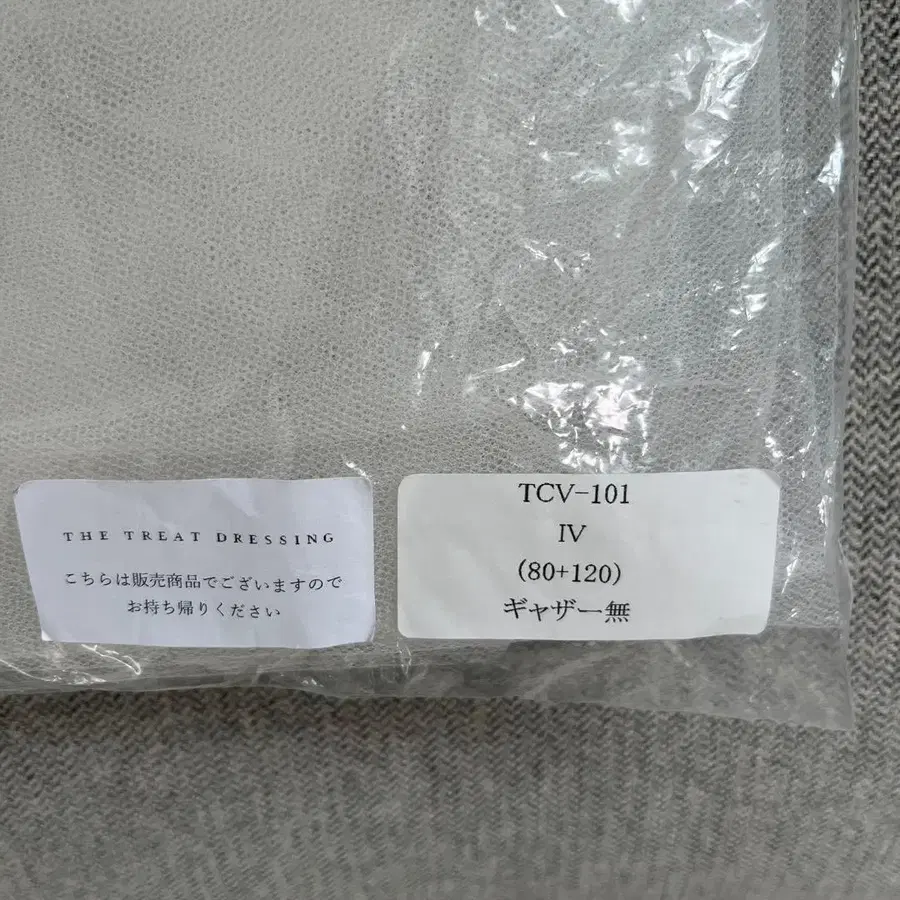 THE TREAT DRESSING
こちらは販売商品でございますので
お持ち帰りください
TCV-101
IV
(80+120)
ギャザー無